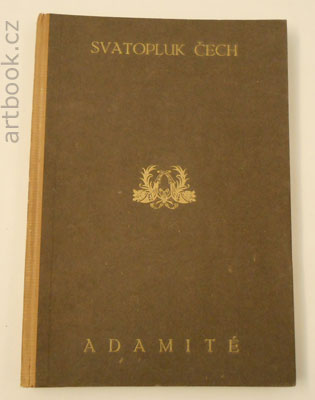 SVATOPLUK ČECH
ADAMITÉ
artbook.cz